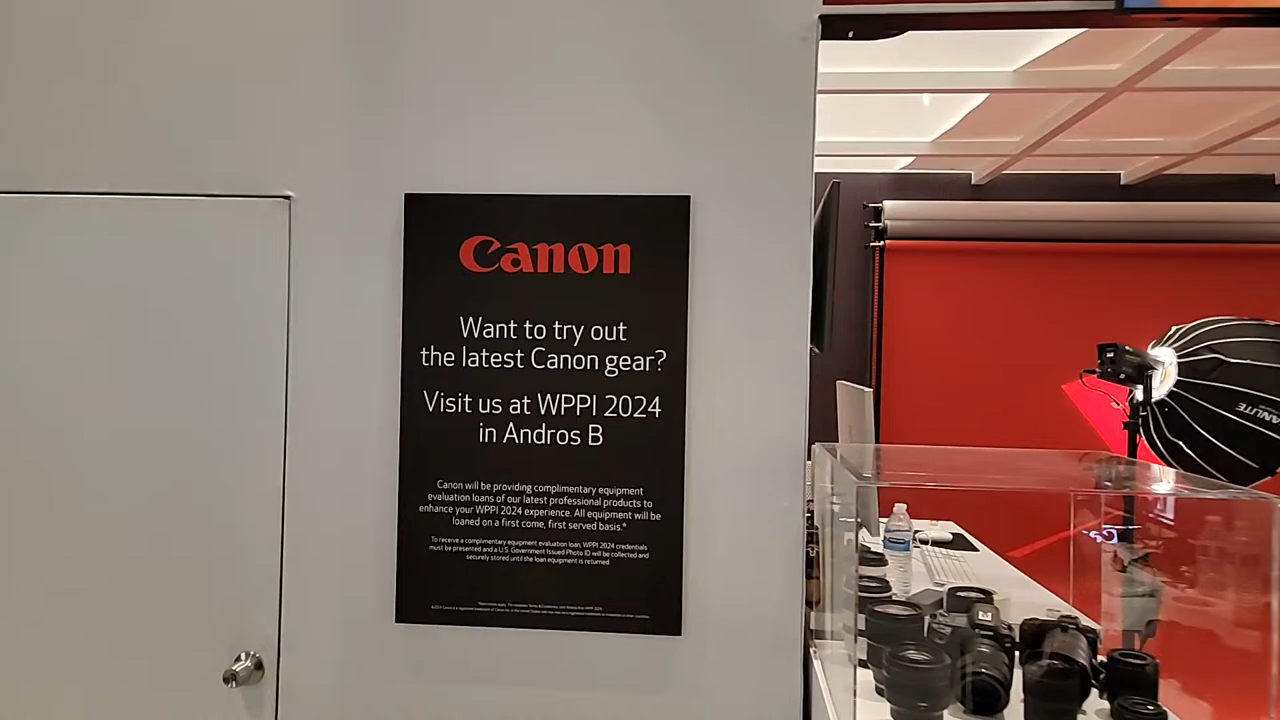 Canon
Want to try out
the latest Canon gear?
Visit us at WPPI 2024
in Andros B
Canon will be providing complimentary equipment
evaluation loans of our latest professional products to
enhance your WPPI 2024 experience. All equipment will be
loaned on a first come, first served basis.*
To receive a complimentary equipment evaluation loan, WPPI 2024 credentials
must be presented and a U.S. Government Issued Photo ID will be collected and
securely stored until the loan equipment is returned.
ANLITE